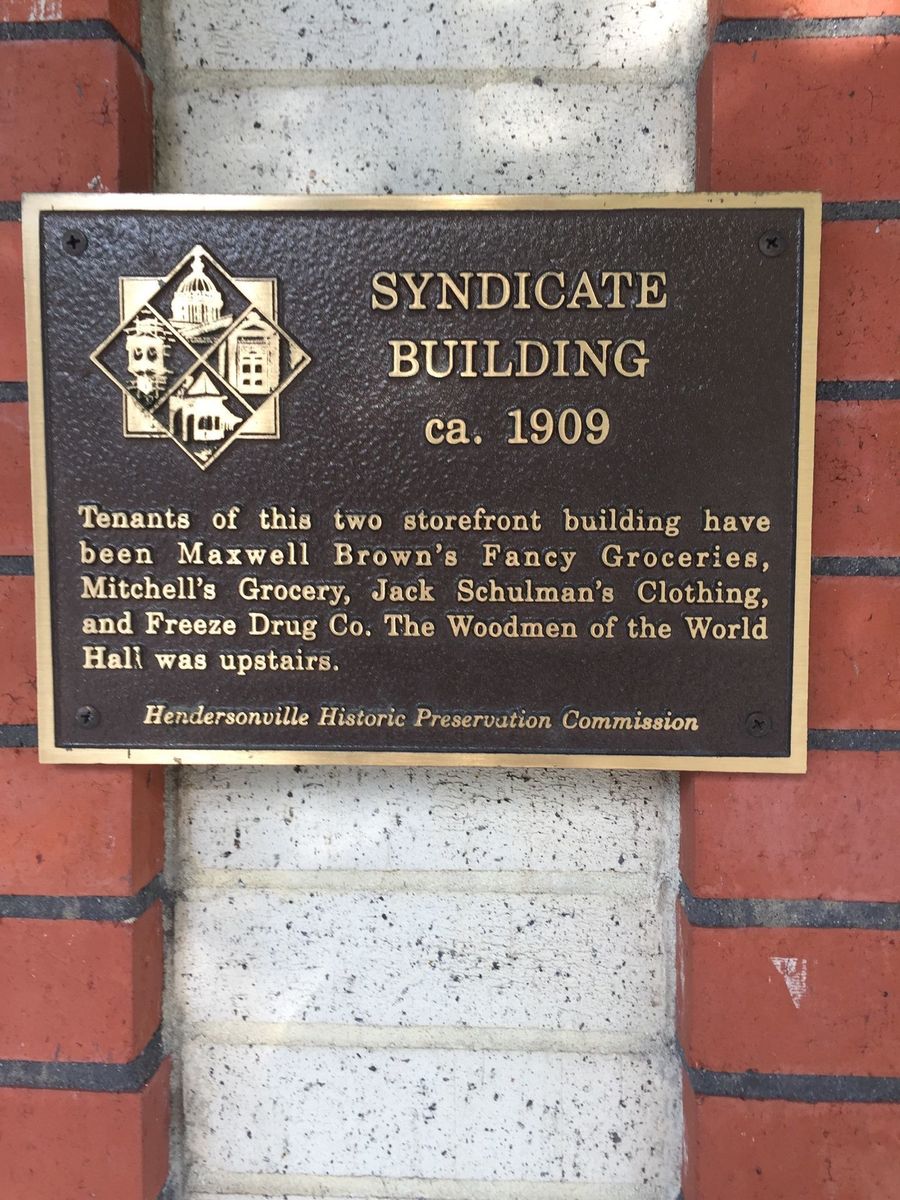 SYNDICATE
BUILDING
ca. 1909
Tenants of this two storefront building have
been Maxwell Brown's Fancy Groceries,
Mitchell's Grocery, Jack Schulman's Clothing,
and Freeze Drug Co. The Woodmen of the World
Hall was upstairs.
Hendersonville Historic Preservation Commission